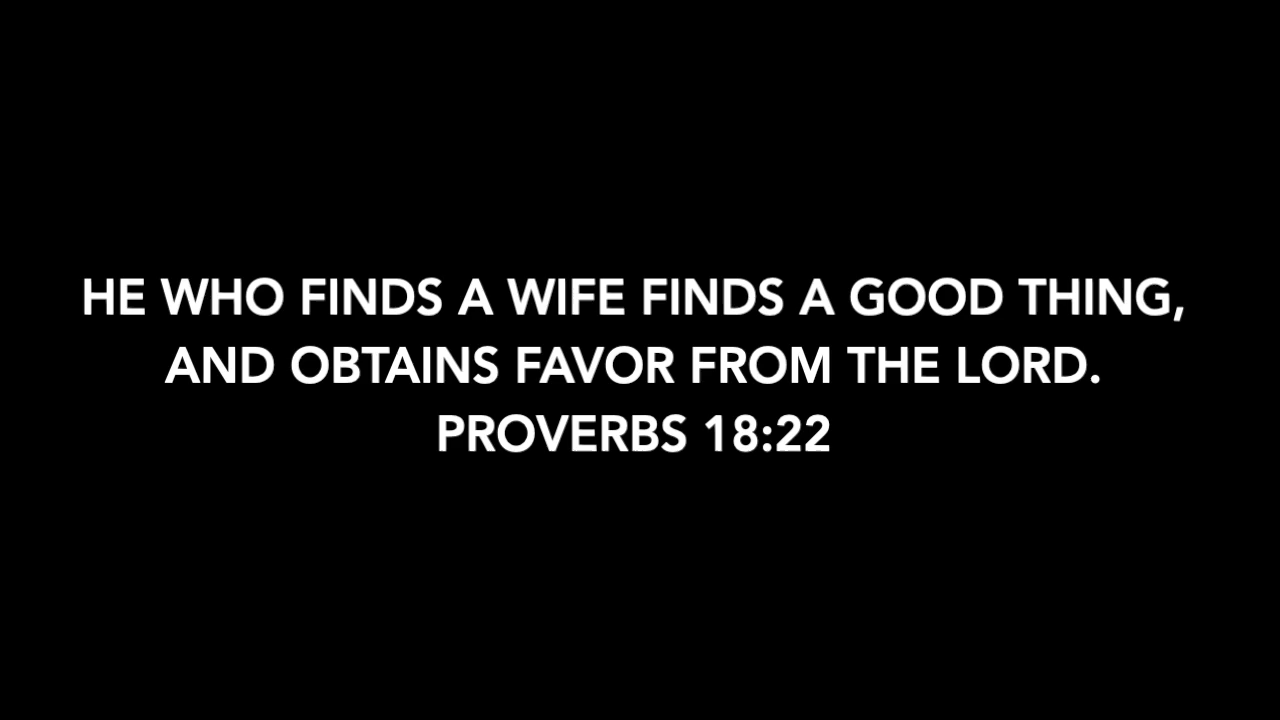 HE WHO FINDS A WIFE FINDS A GOOD THING,
AND OBTAINS FAVOR FROM THE LORD.
PROVERBS 18:22